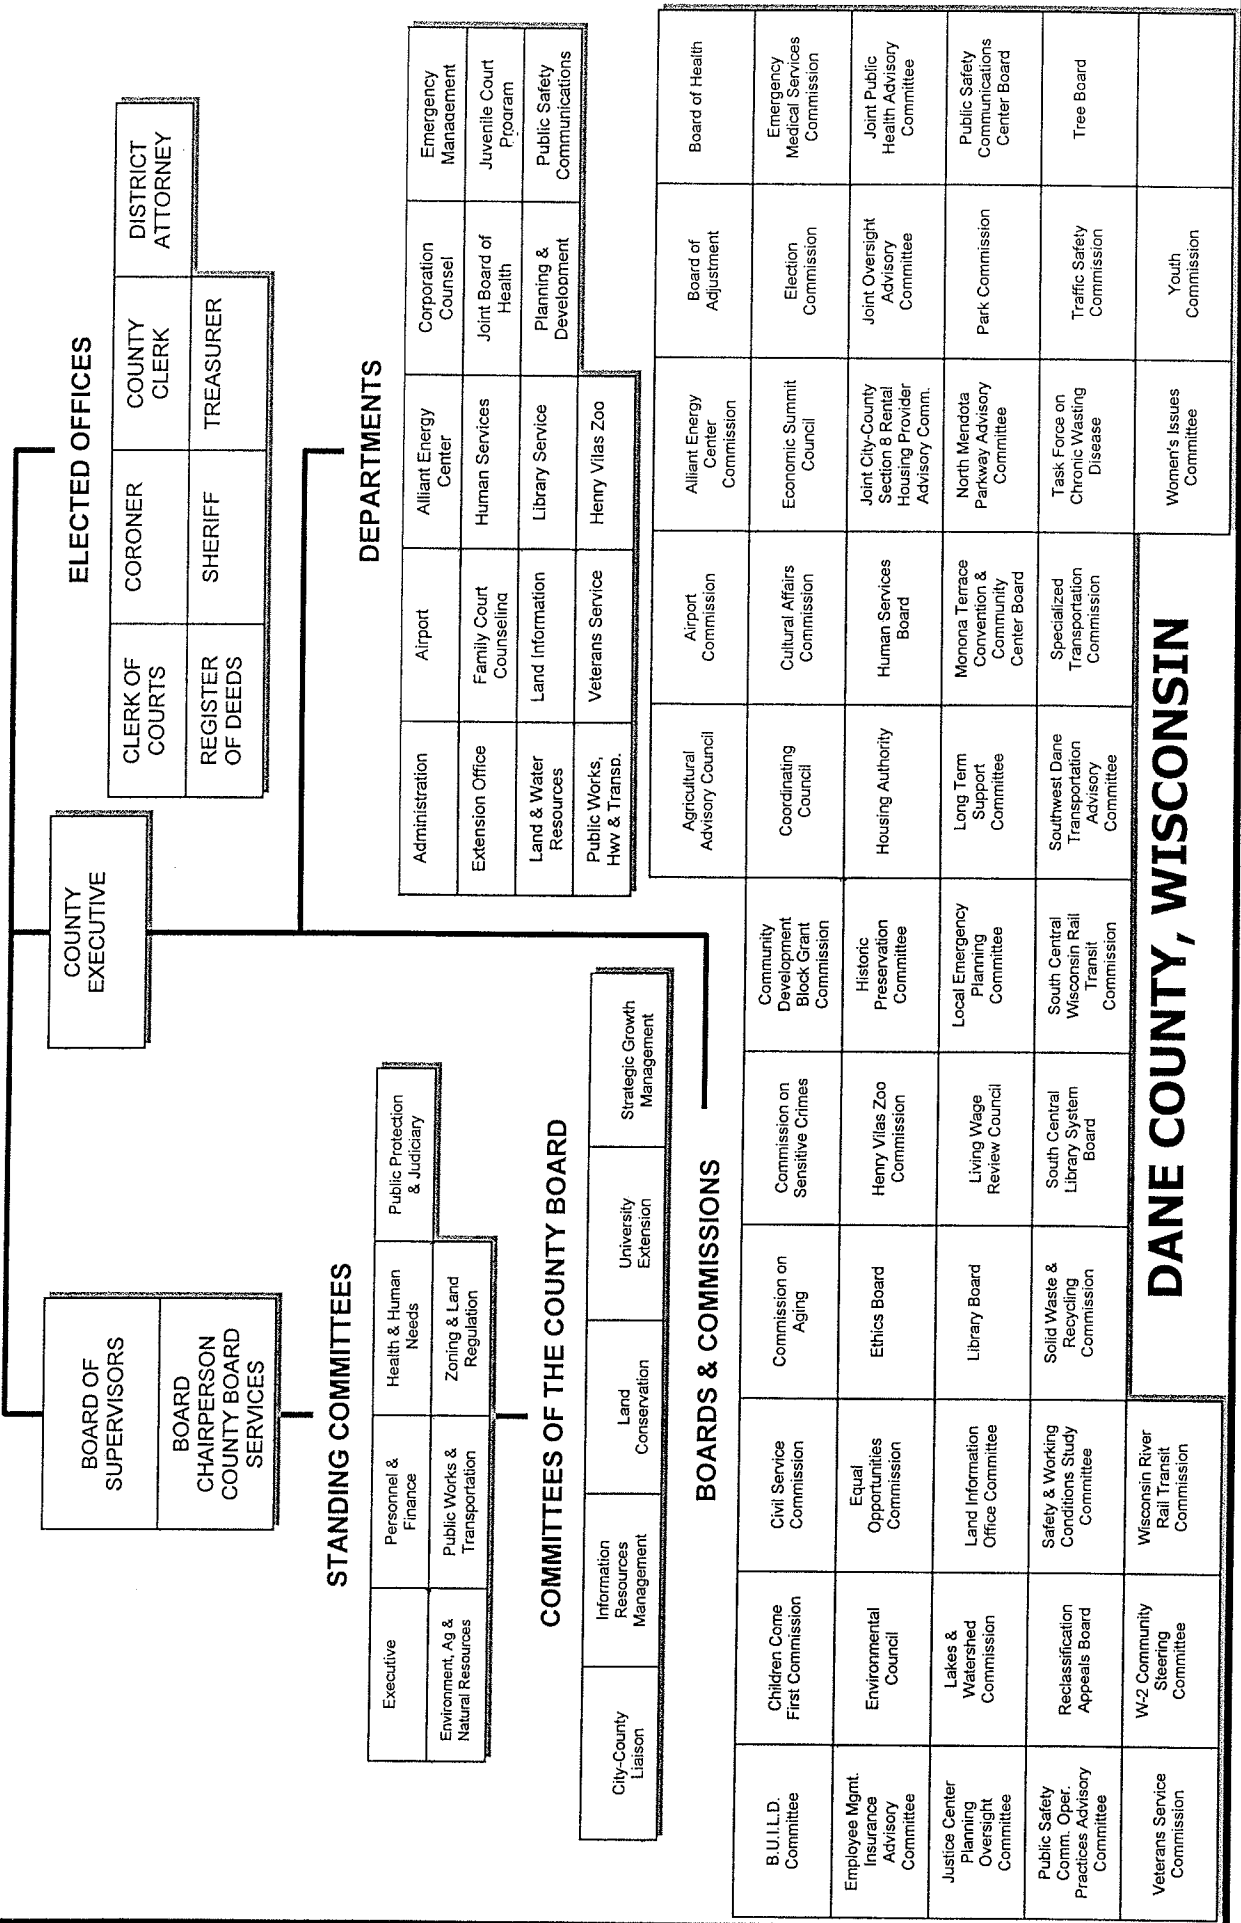 BOARD OF
SUPERVISORS
BOARD
CHAIRPERSON
COUNTY BOARD
SERVICES
COUNTY
EXECUTIVE
ELECTED OFFICES
CLERK OF
COURTS
CORONER
COUNTY
CLERK
DISTRICT
ATTORNEY
REGISTER
OF DEEDS
SHERIFF
TREASURER
STANDING COMMITTEES
Executive
Personnel &
Finance
Health & Human
Needs
Public Protection
& Judiciary
Environment, Ag &
Natural Resources
Public Works &
Transportation
Zoning & Land
Regulation
DEPARTMENTS
Administration
Airport
Alliant Energy
Center
Corporation
Counsel
Emergency
Management
Extension Office
Family Court
Counseling
Human Services
Joint Board of
Health
Juvenile Court
Program
Land & Water
Resources
Land Information
Library Service
Planning &
Development
Public Safety
Communications
Public Works,
Hwy & Transp.
Veterans Service
Henry Vilas Zoo
COMMITTEES OF THE COUNTY BOARD
City-County
Liaison
Information
Resources
Management
Land
Conservation
University
Extension
Strategic Growth
Management
BOARDS & COMMISSIONS
Agricultural
Advisory Council
Airport
Commission
Alliant Energy
Center
Commission
Board of
Adjustment
Board of Health
B.U.I.L.D.
Committee
Children Come
First Commission
Civil Service
Commission
Commission on
Aging
Commission on
Sensitive Crimes
Community
Development
Block Grant
Commission
Coordinating
Council
Cultural Affairs
Commission
Economic Summit
Council
Election
Commission
Emergency
Medical Services
Commission
Employee Mgmt.
Insurance
Advisory
Committee
Environmental
Council
Equal
Opportunities
Commission
Ethics Board
Henry Vilas Zoo
Commission
Historic
Preservation
Committee
Housing Authority
Human Services
Board
Joint City-County
Section 8 Rental
Housing Provider
Advisory Comm.
Joint Oversight
Advisory
Committee
Joint Public
Health Advisory
Committee
Justice Center
Planning
Oversight
Committee
Lakes &
Watershed
Commission
Land Information
Office Committee
Library Board
Living Wage
Review Council
Local Emergency
Planning
Committee
Long Term
Support
Committee
Monona Terrace
Convention &
Community
Center Board
North Mendota
Parkway Advisory
Committee
Park Commission
Public Safety
Communications
Center Board
Public Safety
Comm. Oper.
Practices Advisory
Committee
Reclassification
Appeals Board
Safety & Working
Conditions Study
Committee
Solid Waste &
Recycling
Commission
South Central
Library System
Board
South Central
Wisconsin Rail
Transit
Commission
Southwest Dane
Transportation
Advisory
Committee
Specialized
Transportation
Commission
Task Force on
Chronic Wasting
Disease
Traffic Safety
Commission
Tree Board
Veterans Service
Commission
W-2 Community
Steering
Committee
Wisconsin River
Rail Transit
Commission
Women's Issues
Committee
Youth
Commission
DANE COUNTY, WISCONSIN